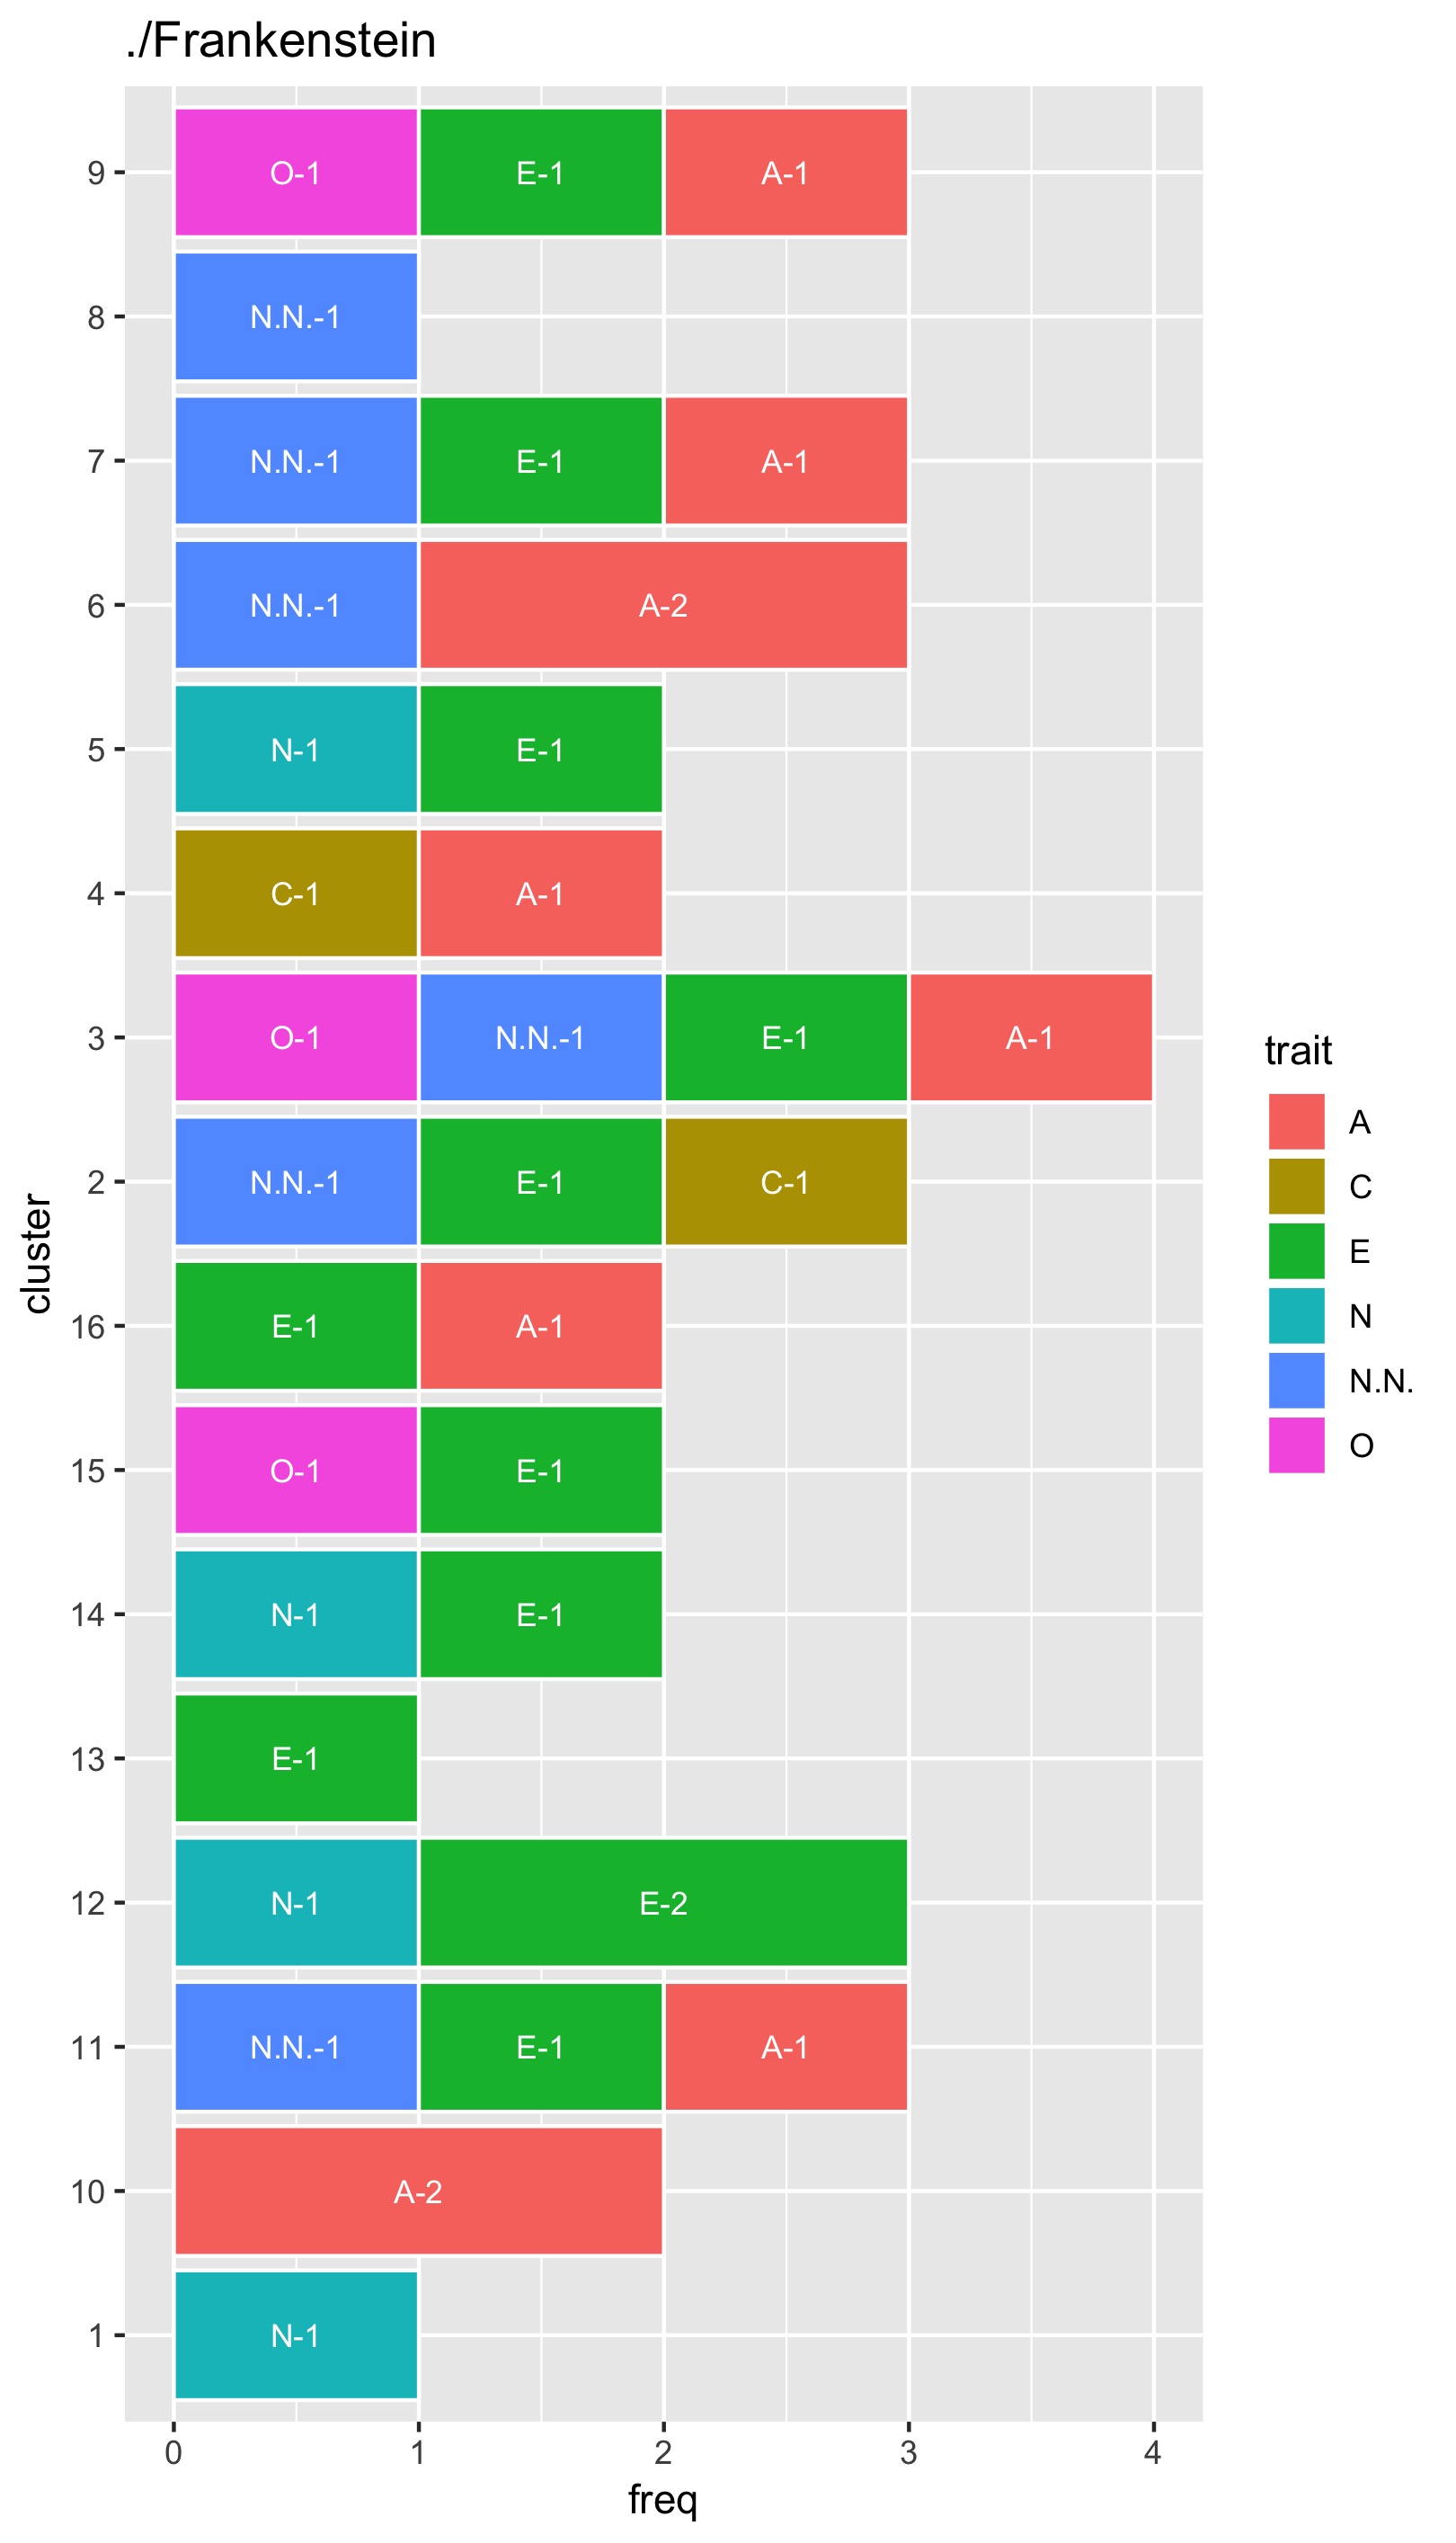 ./Frankenstein
9
O-1 E-1 A-1
8
N.N.-1
7
N.N.-1 E-1 A-1
6
N.N.-1 A-2
5
N-1 E-1
4
C-1 A-1
3
O-1 N.N.-1 E-1 A-1
2
N.N.-1 E-1 C-1
16
E-1 A-1
15
O-1 E-1
14
N-1 E-1
13
E-1
12
N-1 E-2
11
N.N.-1 E-1 A-1
10
A-2
1
N-1
cluster
0 1 2 3 4
freq
trait
A
C
E
N
N.N.
O